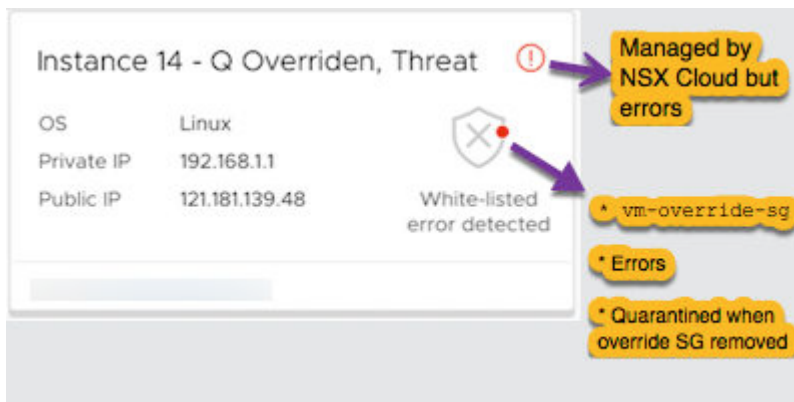 Instance 14 - Q Overriden, Threat
OS Linux
Private IP 192.168.1.1
Public IP 121.181.139.48
White-listed
error detected
Managed by
NSX Cloud but
errors
* vm-override-sg
* Errors
* Quarantined when
override SG removed